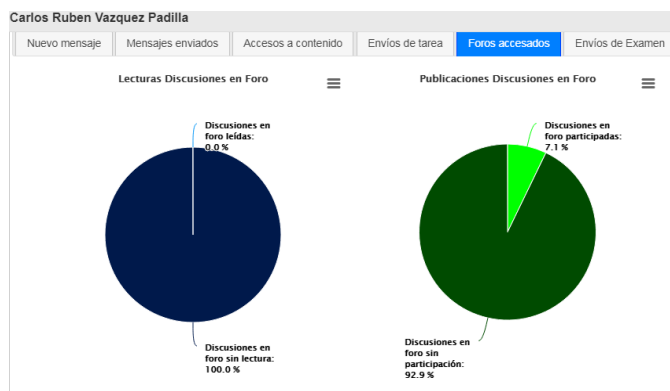 Carlos Ruben Vazquez Padilla
Nuevo mensaje Mensajes enviados Accesos a contenido Envíos de tarea Foros accesados Envíos de Examen
Lecturas Discusiones en Foro
Discusiones en
foro leídas:
0.0 %
Discusiones en
foro sin lectura:
100.0 %
Publicaciones Discusiones en Foro
Discusiones en
foro participadas:
7.1 %
Discusiones en
foro sin
participación:
92.9 %